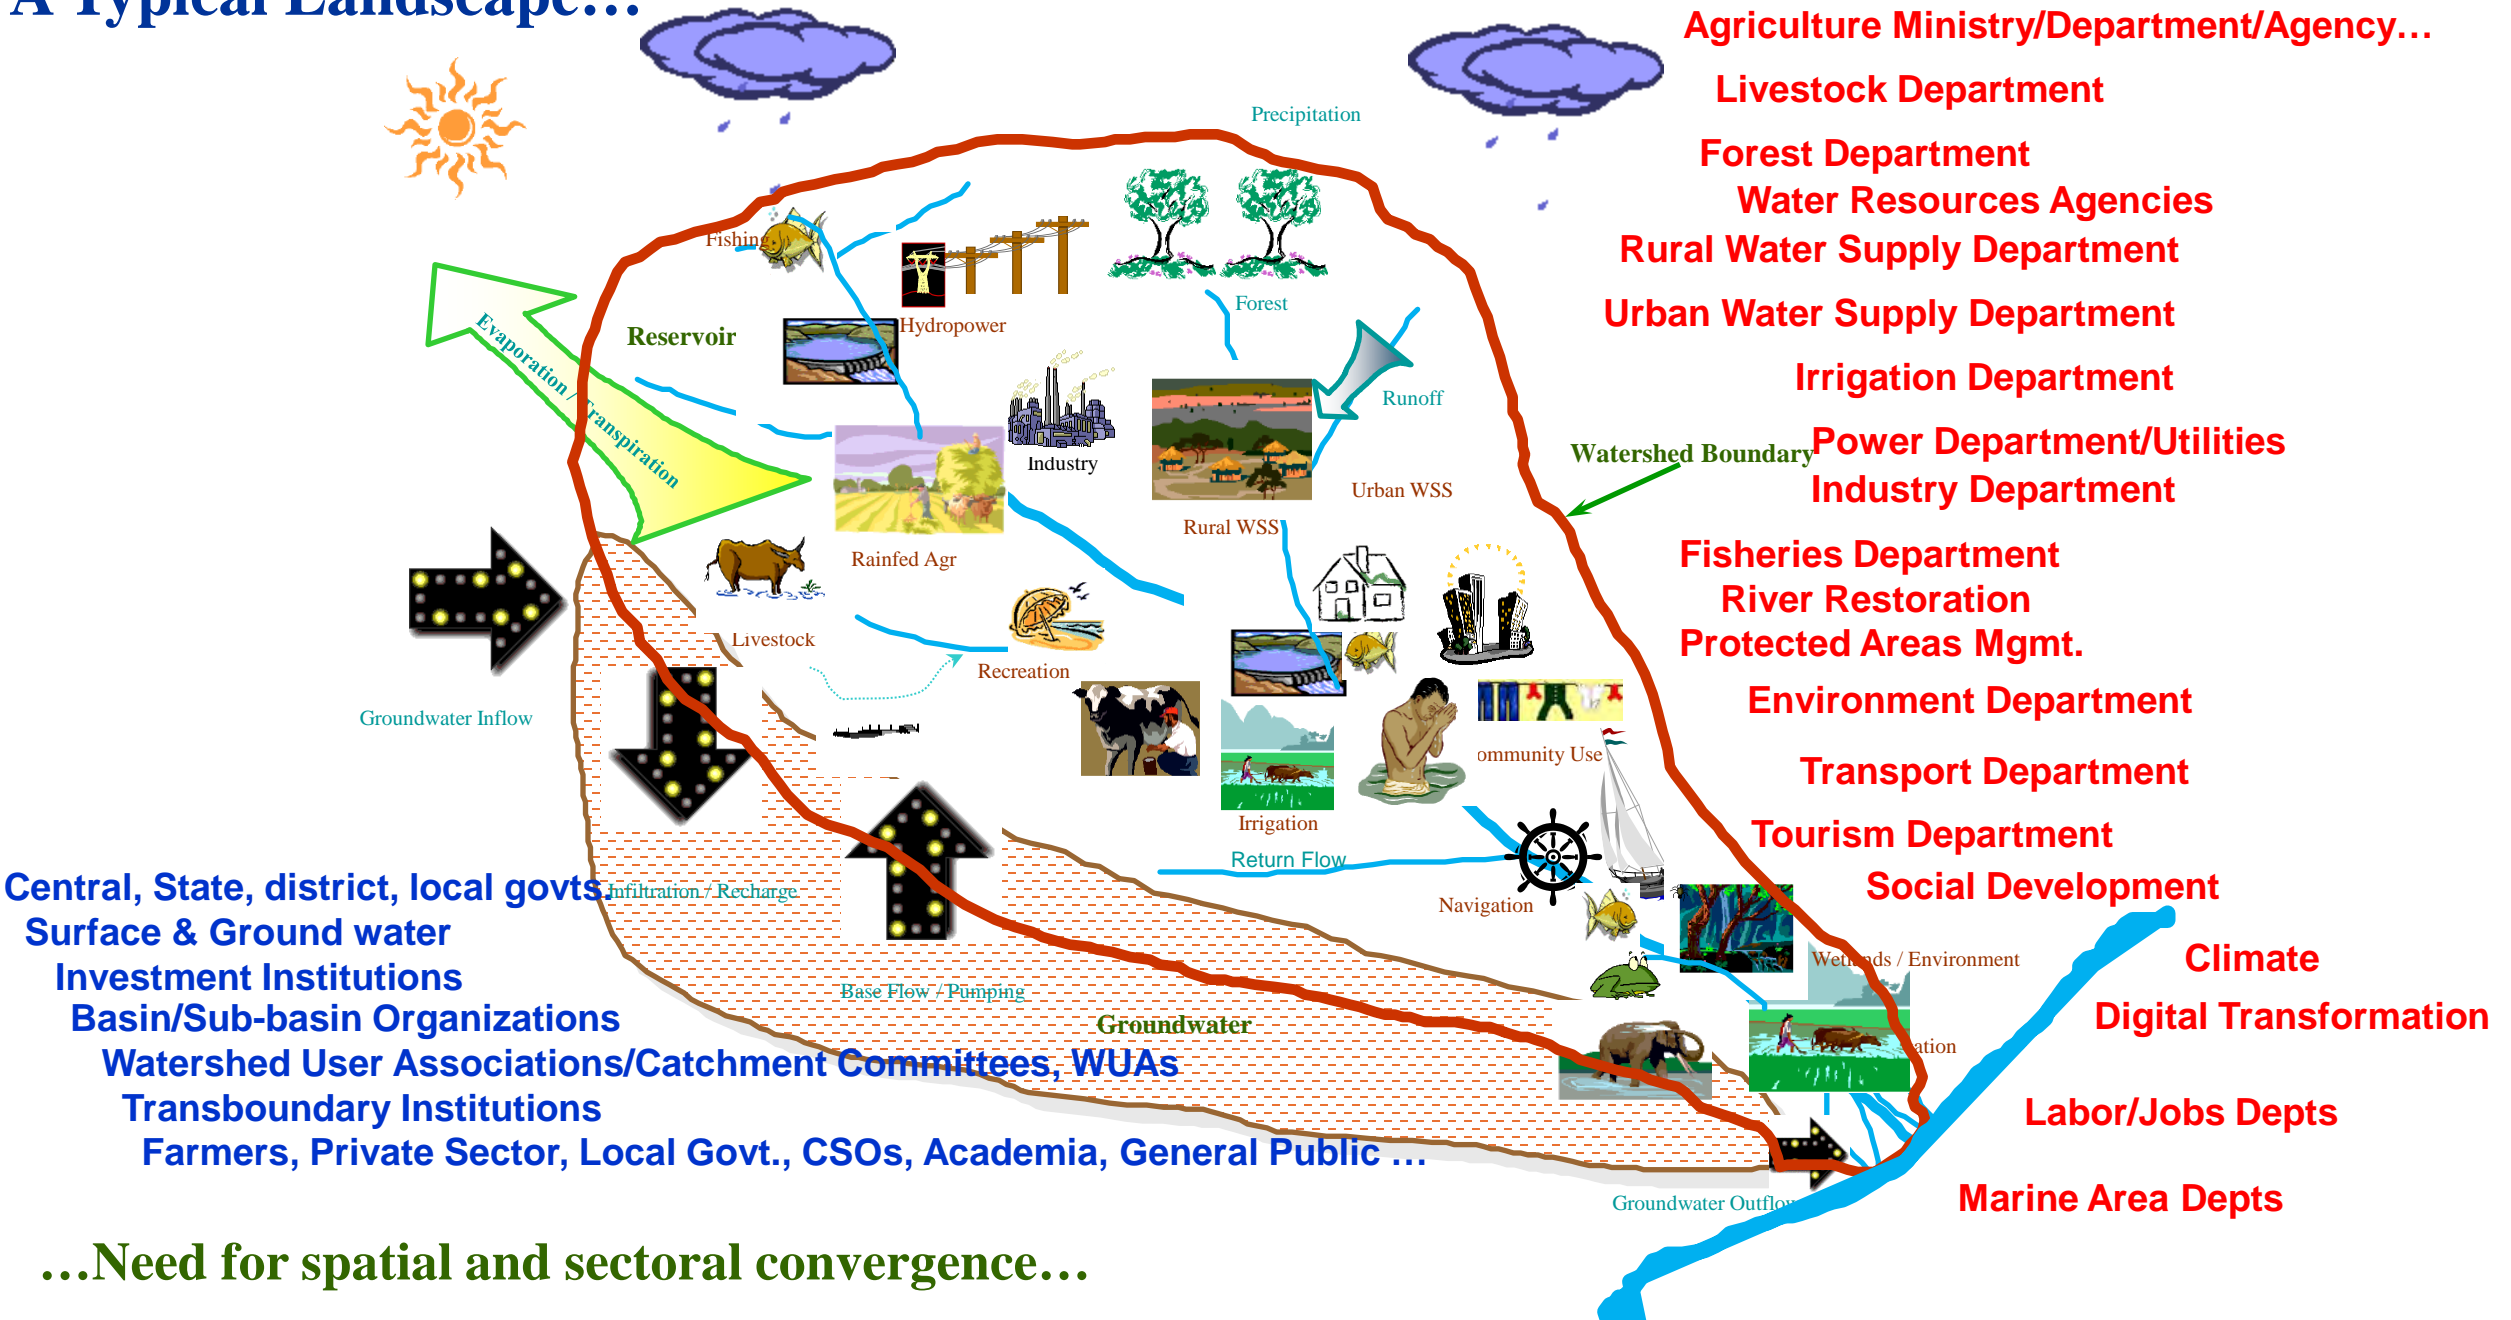 A Typical Landscape…
Agriculture Ministry/Department/Agency…
Livestock Department
Precipitation
Forest Department
Water Resources Agencies
Fishing
Rural Water Supply Department
Forest
Urban Water Supply Department
Hydropower
Reservoir
Evaporation / Transpiration
Irrigation Department
Runoff
Power Department/Utilities
Watershed Boundary
Industry
Industry Department
Urban WSS
Rural WSS
Rainfed Agr
Fisheries Department
River Restoration
Livestock
Protected Areas Mgmt.
Recreation
Environment Department
Groundwater Inflow
ommunity Use
Transport Department
Irrigation
Tourism Department
Return Flow
Central, State, district, local govts.
Infiltration / Recharge
Social Development
Navigation
Surface & Ground water
Wetlands / Environment
Climate
Investment Institutions
Base Flow / Pumping
Basin/Sub-basin Organizations
Groundwater
Digital Transformation
ation
Watershed User Associations/Catchment Committees, WUAs
Transboundary Institutions
Labor/Jobs Depts
Farmers, Private Sector, Local Govt., CSOs, Academia, General Public …
Groundwater Outflow
Marine Area Depts
…Need for spatial and sectoral convergence…